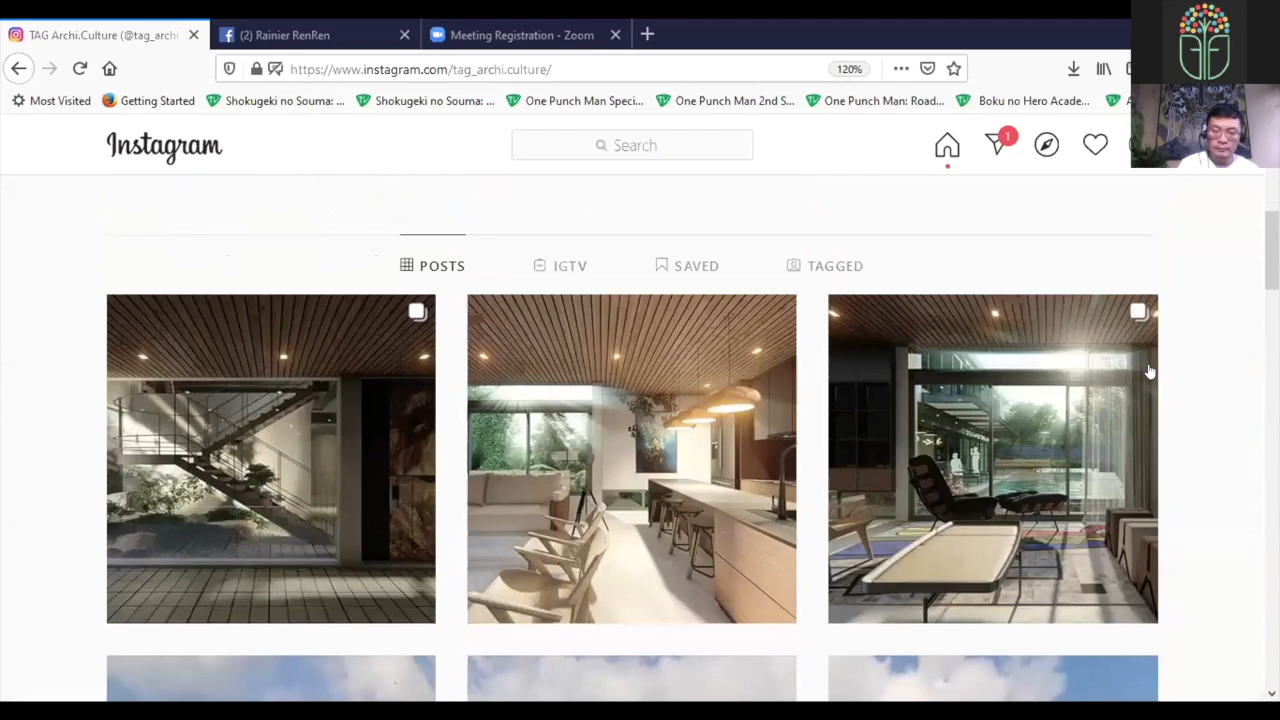 TAG Archi.Culture (@tag_archi
(2) Rainier RenRen
Meeting Registration - Zoom
https://www.instagram.com/tag_archi.culture/
120%
Most Visited
Getting Started
Shokugeki no Souma: ...
Shokugeki no Souma: ...
One Punch Man Speci...
One Punch Man 2nd S...
One Punch Man: Road...
Boku no Hero Acade...
Instagram
Search
1
POSTS
IGTV
SAVED
TAGGED